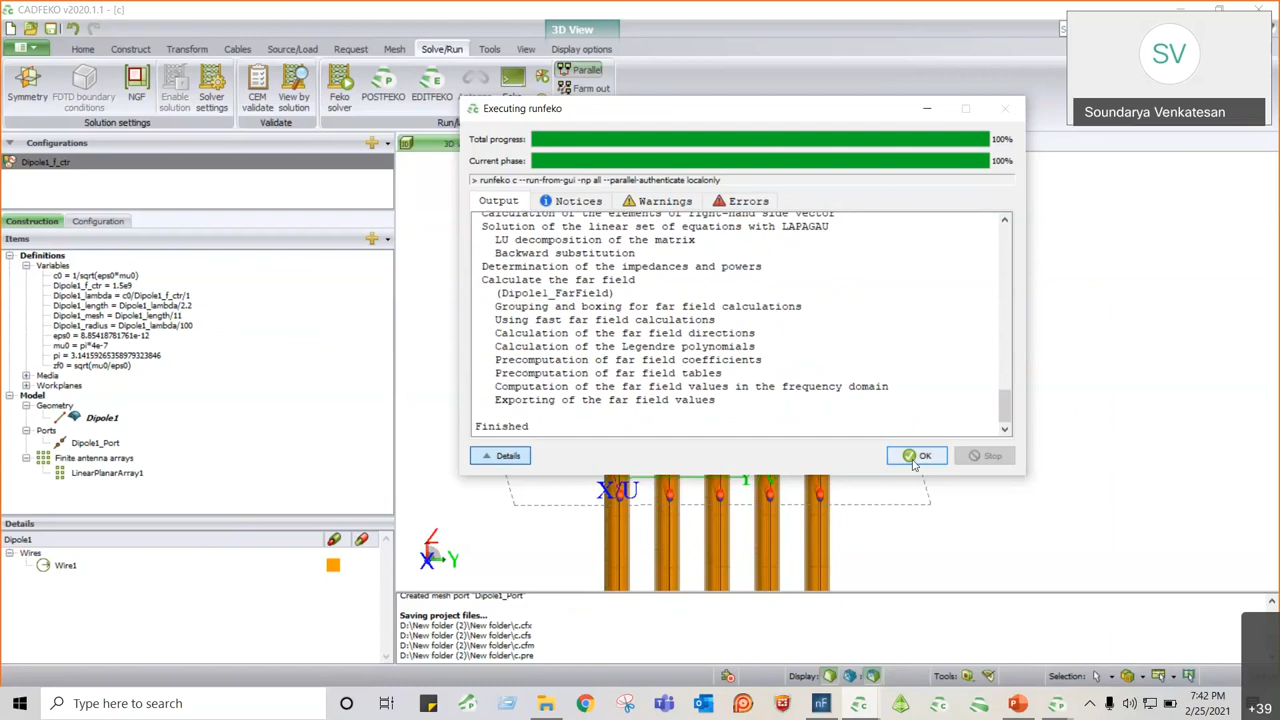 CADFEKO v2020.1.1 - [c]
3D View
Home
Construct
Transform
Cables
Source/Load
Request
Mesh
Solve/Run
Tools
View
Display options
Symmetry
FDTD boundary conditions
NGF
Enable solution
Solver settings
CEM validate
View by solution
Feko solver
POSTFEKO
EDITFEKO
Parallel
Farm out
Solution settings
Validate
SV
Soundarya Venkatesan
Configurations
Dipole1_f_ctr
Construction
Configuration
Items
Definitions
Variables
c0 = 1/sqrt(eps0*mu0)
Dipole1_f_ctr = 1.5e9
Dipole1_lambda = c0/Dipole1_f_ctr/1
Dipole1_length = Dipole1_lambda/2.2
Dipole1_mesh = Dipole1_length/11
Dipole1_radius = Dipole1_lambda/100
eps0 = 8.85418781761e-12
mu0 = pi*4e-7
pi = 3.14159265358979323846
zf0 = sqrt(mu0/eps0)
Media
Workplanes
Model
Geometry
Dipole1
Ports
Dipole1_Port
Finite antenna arrays
LinearPlanarArray1
Details
Dipole1
Wires
Wire1
Executing runfeko
Total progress:
100%
Current phase:
100%
> runfeko c --run-from-gui -np all --parallel-authenticate localonly
Output
Notices
Warnings
Errors
Calculation of the elements of right-hand side vector
Solution of the linear set of equations with LAPAGAU
LU decomposition of the matrix
Backward substitution
Determination of the impedances and powers
Calculate the far field
(Dipole1_FarField)
Grouping and boxing for far field calculations
Using fast far field calculations
Calculation of the far field directions
Calculation of the Legendre polynomials
Precomputation of far field coefficients
Precomputation of far field tables
Computation of the far field values in the frequency domain
Exporting of the far field values
Finished
Details
OK
Stop
X U
Y
Z
X
Y
Created mesh port "Dipole1_Port"
Saving project files...
D:\New folder (2)\New folder\c.cfx
D:\New folder (2)\New folder\c.cfs
D:\New folder (2)\New folder\c.cfm
D:\New folder (2)\New folder\c.pre
Display:
Tools:
Selection:
Type here to search
nF
7:42 PM
2/25/2021
+39